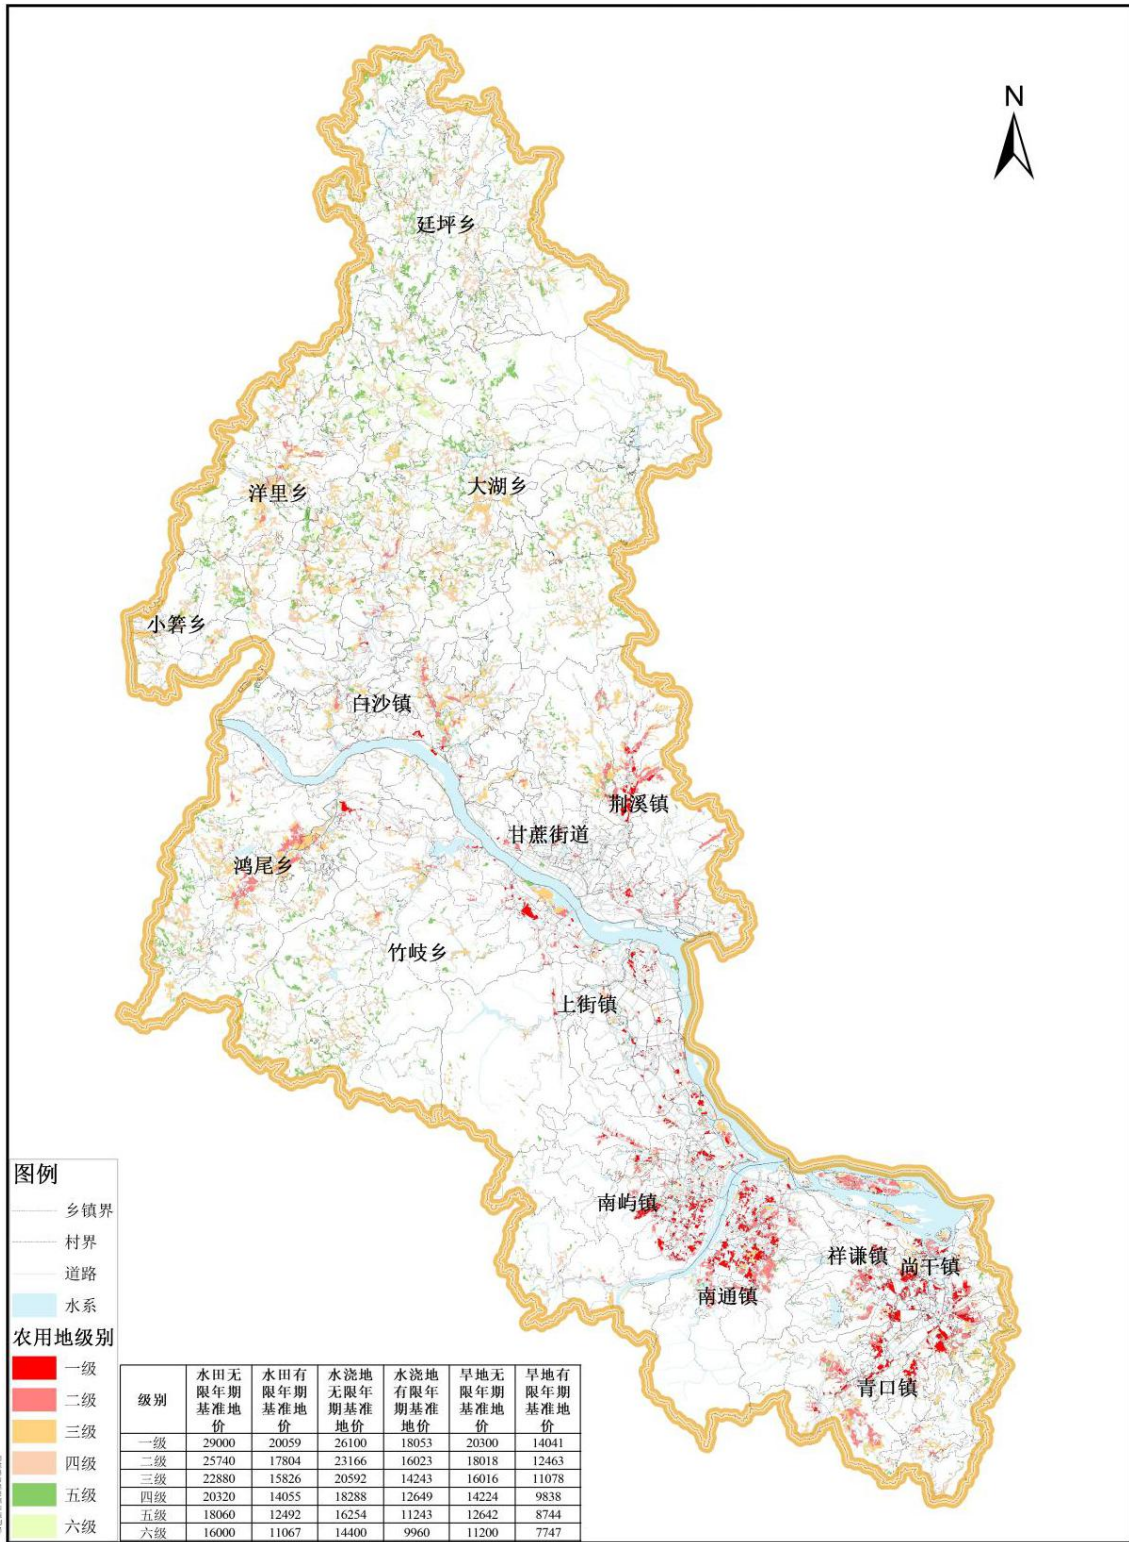 N
廷坪乡
洋里乡
大湖乡
小箬乡
白沙镇
荆溪镇
甘蔗街道
鸿尾乡
竹岐乡
上街镇
南屿镇
祥谦镇
尚干镇
南通镇
青口镇
图例
乡镇界
村界
道路
水系
农用地级别
一级
二级
三级
四级
五级
六级
级别 水田无限年期基准地价 水田有限年期基准地价 水浇地无限年期基准地价 水浇地有限年期基准地价 旱地无限年期基准地价 旱地有限年期基准地价
一级 29000 20059 26100 18053 20300 14041
二级 25740 17804 23166 16023 18018 12463
三级 22880 15826 20592 14243 16016 11078
四级 20320 14055 18288 12649 14224 9838
五级 18060 12492 16254 11243 12642 8744
六级 16000 11067 14400 9960 11200 7747